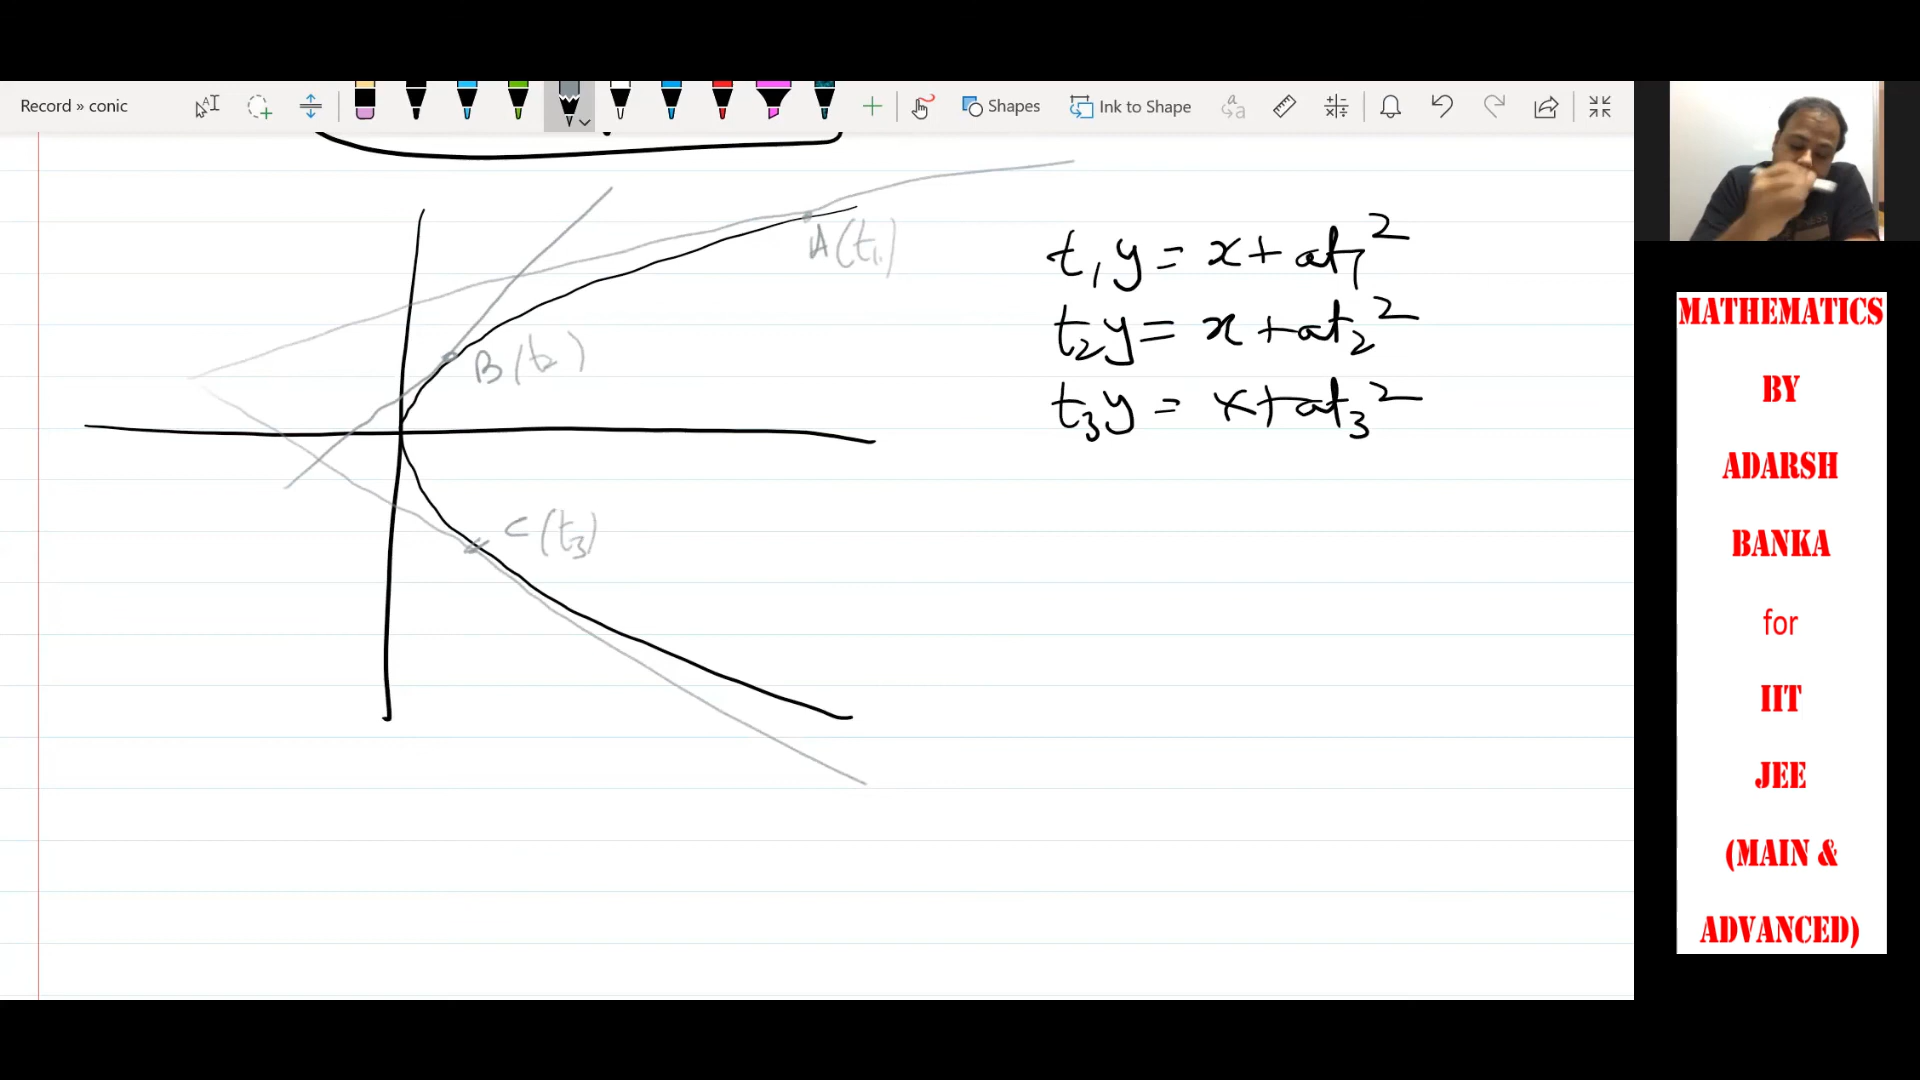 Record » conic
Shapes
Ink to Shape
A(t₁)
B(t₂)
C(t₃)
t₁y = x + at₁²
t₂y = x + at₂²
t₃y = x + at₃²
MATHEMATICS
BY
ADARSH
BANKA
for
IIT
JEE
(MAIN &
ADVANCED)